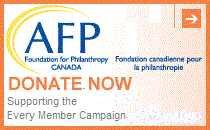 AFP
Foundation for Philanthropy
CANADA
Fondation canadienne pour
la philanthropie
DONATE NOW
Supporting the
Every Member Campaign